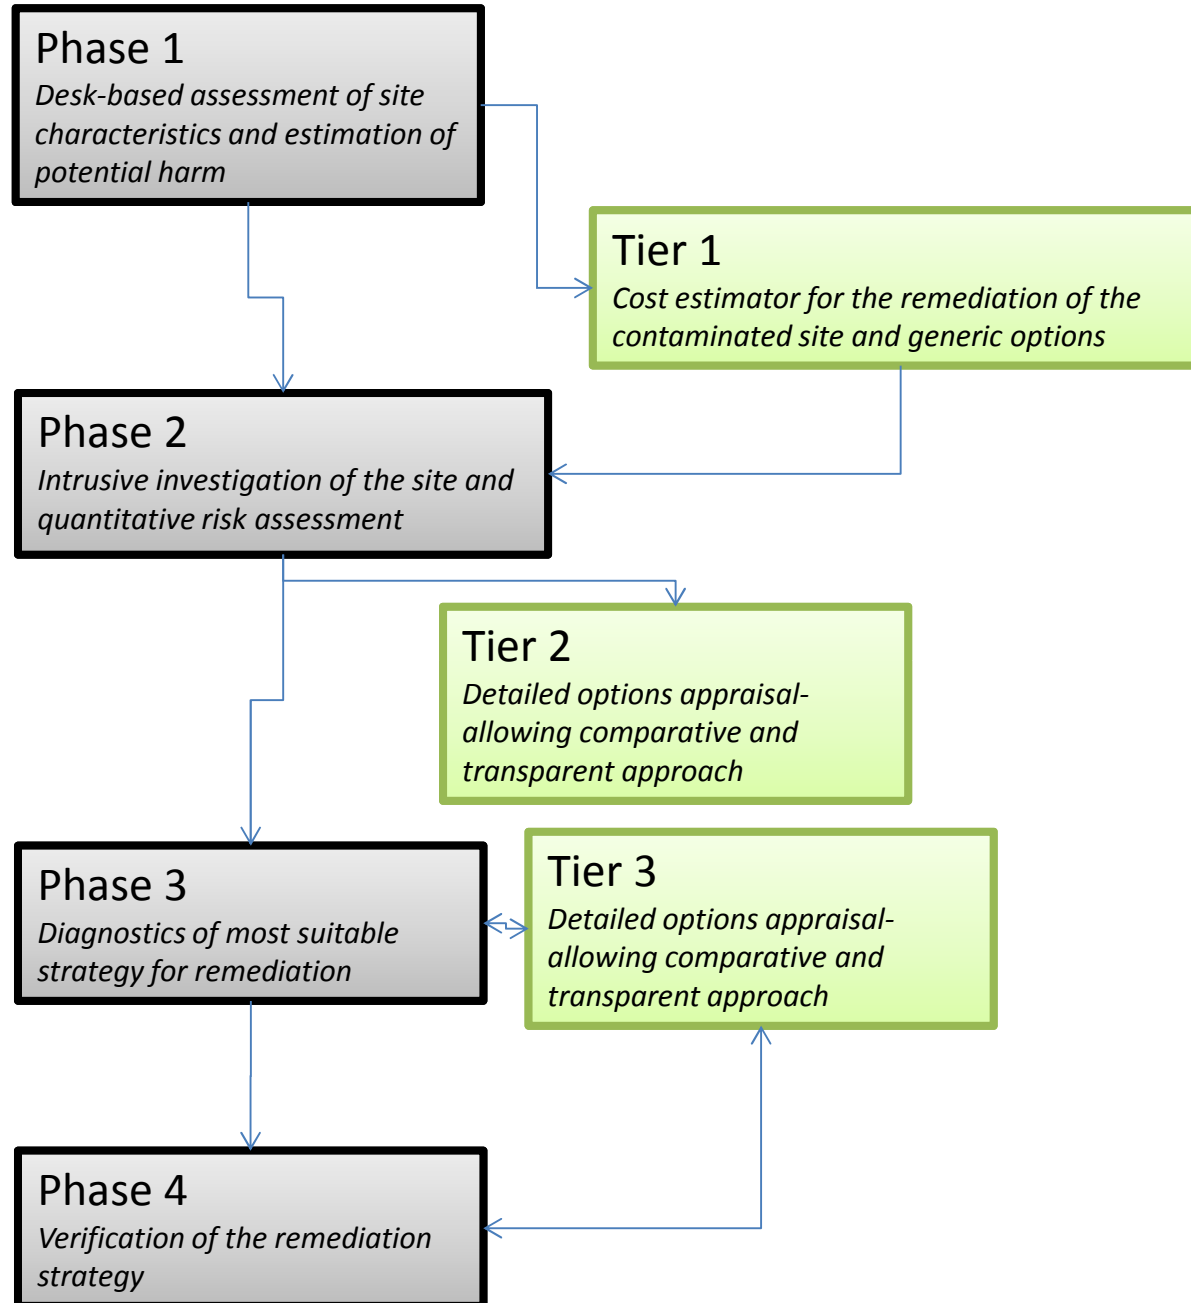 Phase 1
Desk-based assessment of site
characteristics and estimation of
potential harm
Tier 1
Cost estimator for the remediation of the
contaminated site and generic options
Phase 2
Intrusive investigation of the site and
quantitative risk assessment
Tier 2
Detailed options appraisal-
allowing comparative and
transparent approach
Phase 3
Diagnostics of most suitable
strategy for remediation
Tier 3
Detailed options appraisal-
allowing comparative and
transparent approach
Phase 4
Verification of the remediation
strategy